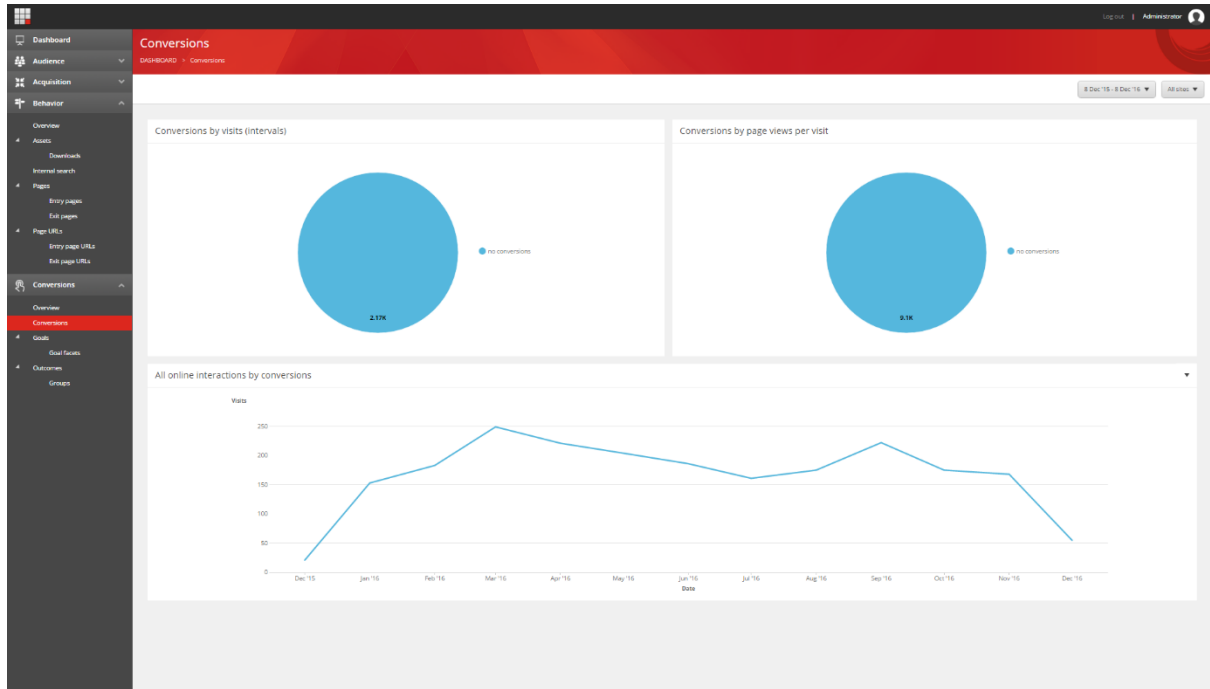 Log out | Administrator
Dashboard
Audience
Acquisition
Behavior
Overview
Assets
Downloads
Internal search
Pages
Entry pages
Exit pages
Page URLs
Entry page URLs
Exit page URLs
Conversions
Overview
Conversions
Goals
Goal facets
Outcomes
Groups
Conversions
DASHBOARD > Conversions
8 Dec '15 - 8 Dec '16 ▼ All sites ▼
Conversions by visits (intervals)
no conversions
2.17K
Conversions by page views per visit
no conversions
9.1K
All online interactions by conversions
Visits
250
200
150
100
50
0
Dec '15 Jan '16 Feb '16 Mar '16 Apr '16 May '16 Jun '16 Jul '16 Aug '16 Sep '16 Oct '16 Nov '16 Dec '16
Date